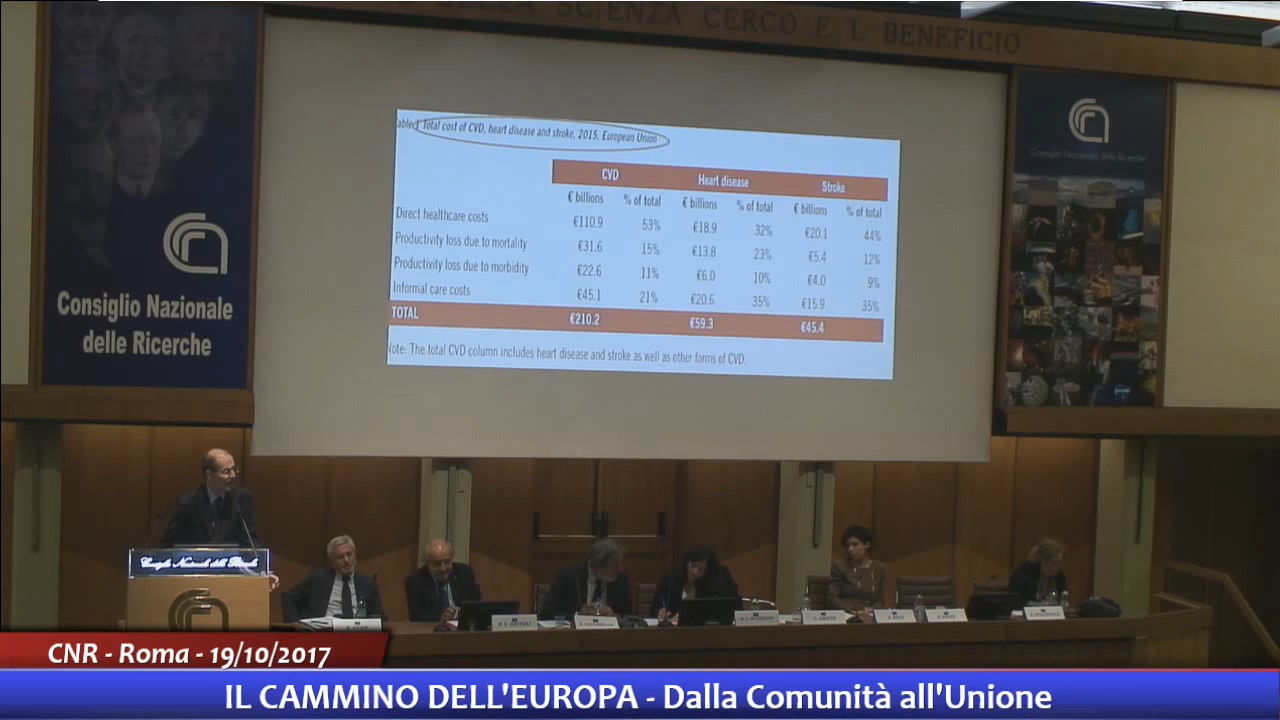 DELLA SCIENZA CERCO E L BENEFICIO
Consiglio Nazionale
delle Ricerche
Consiglio Nazionale delle Ricerche
Total cost of CVD, heart disease and stroke, 2015, European Union
CVD Heart disease Stroke
€ billions % of total € billions % of total € billions % of total
Direct healthcare costs €110.9 53% €18.9 32% €20.1 44%
Productivity loss due to mortality €31.6 15% €13.8 23% €5.4 12%
Productivity loss due to morbidity €22.6 11% €6.0 10% €4.0 9%
Informal care costs €45.1 21% €20.6 35% €15.9 35%
TOTAL €210.2 €59.3 €45.4
Note: The total CVD column includes heart disease and stroke as well as other forms of CVD.
Consiglio Nazionale delle Ricerche
CNR - Roma - 19/10/2017
IL CAMMINO DELL'EUROPA - Dalla Comunità all'Unione